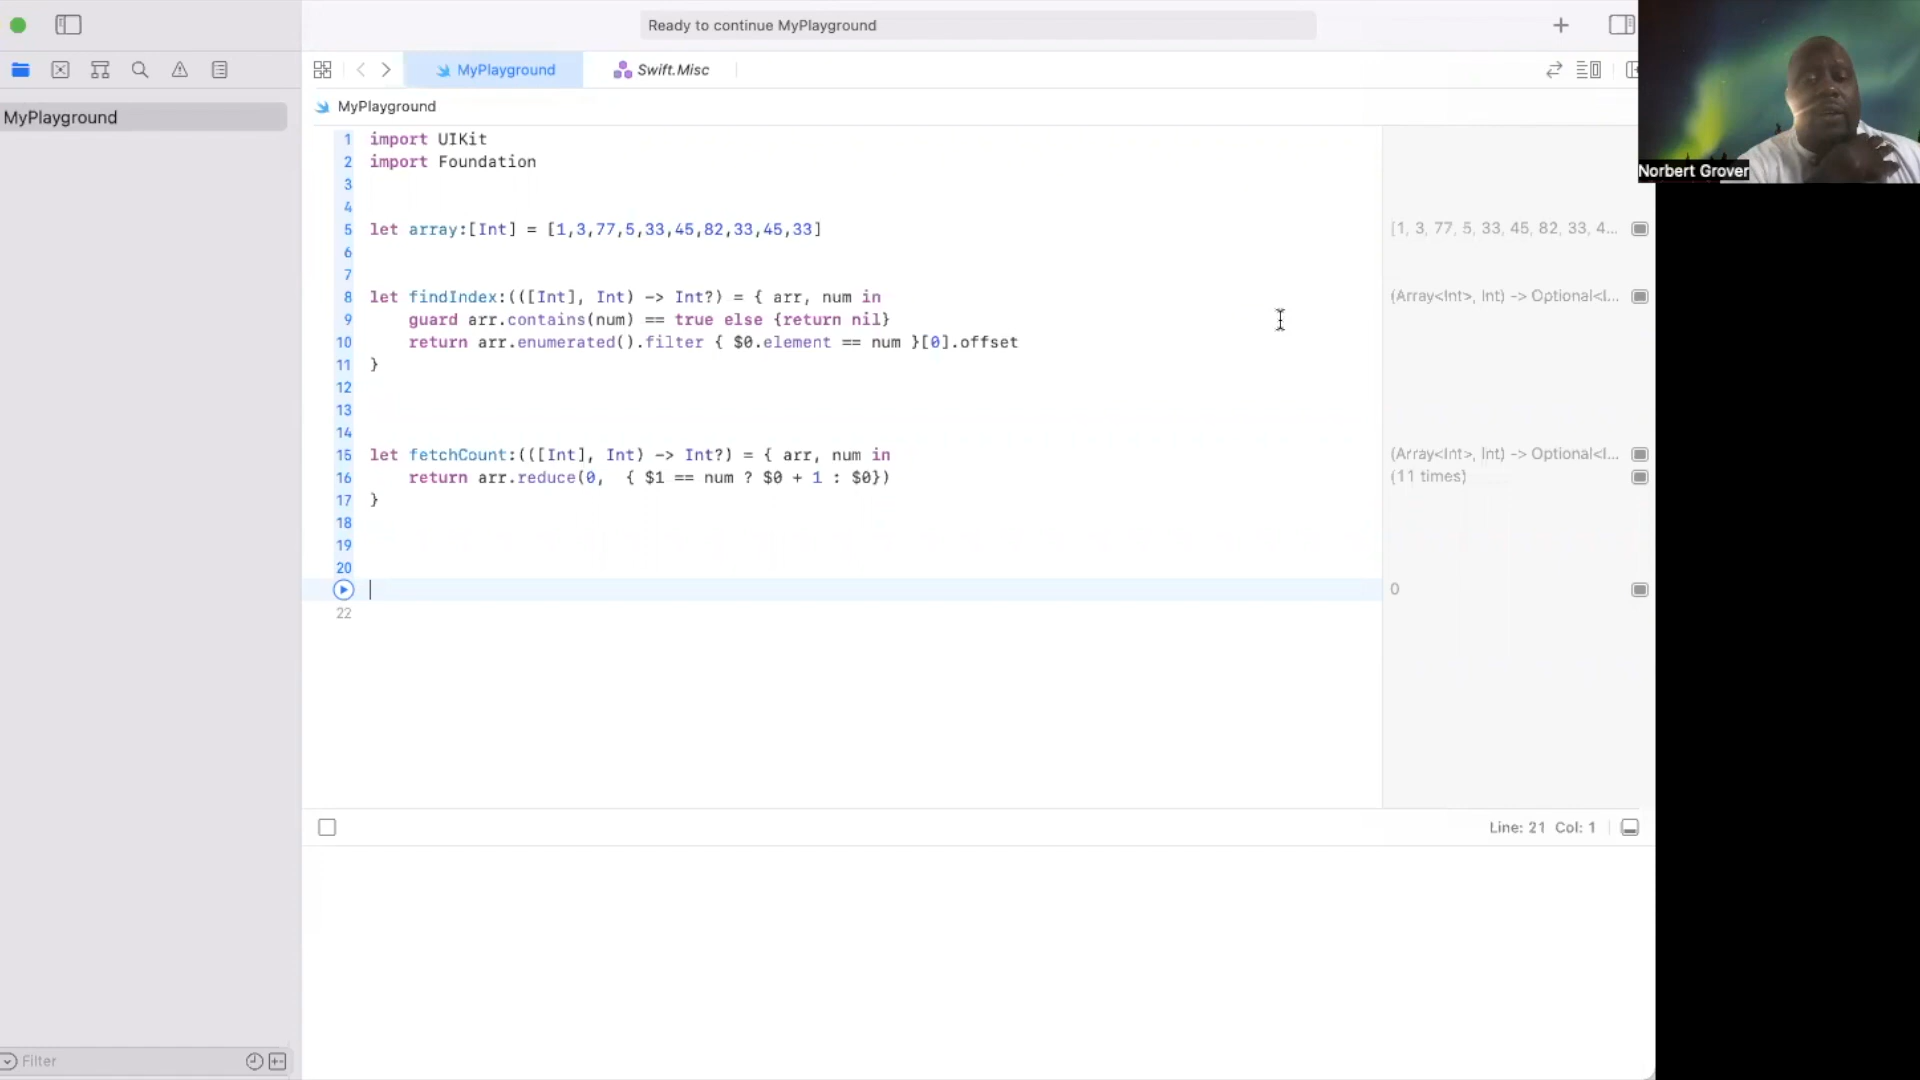 Ready to continue MyPlayground
MyPlayground
Swift.Misc
MyPlayground
MyPlayground
Norbert Grover
1 import UIKit
2 import Foundation
3
4
5 let array:[Int] = [1,3,77,5,33,45,82,33,45,33]
[1, 3, 77, 5, 33, 45, 82, 33, 4...
6
7
8 let findIndex:(([Int], Int) -> Int?) = { arr, num in
(Array<Int>, Int) -> Optional<I...
9 guard arr.contains(num) == true else {return nil}
10 return arr.enumerated().filter { $0.element == num }[0].offset
11 }
12
13
14
15 let fetchCount:(([Int], Int) -> Int?) = { arr, num in
(Array<Int>, Int) -> Optional<I...
16 return arr.reduce(0,  { $1 == num ? $0 + 1 : $0})
(11 times)
17 }
18
19
20
0
22
Line: 21 Col: 1
Filter